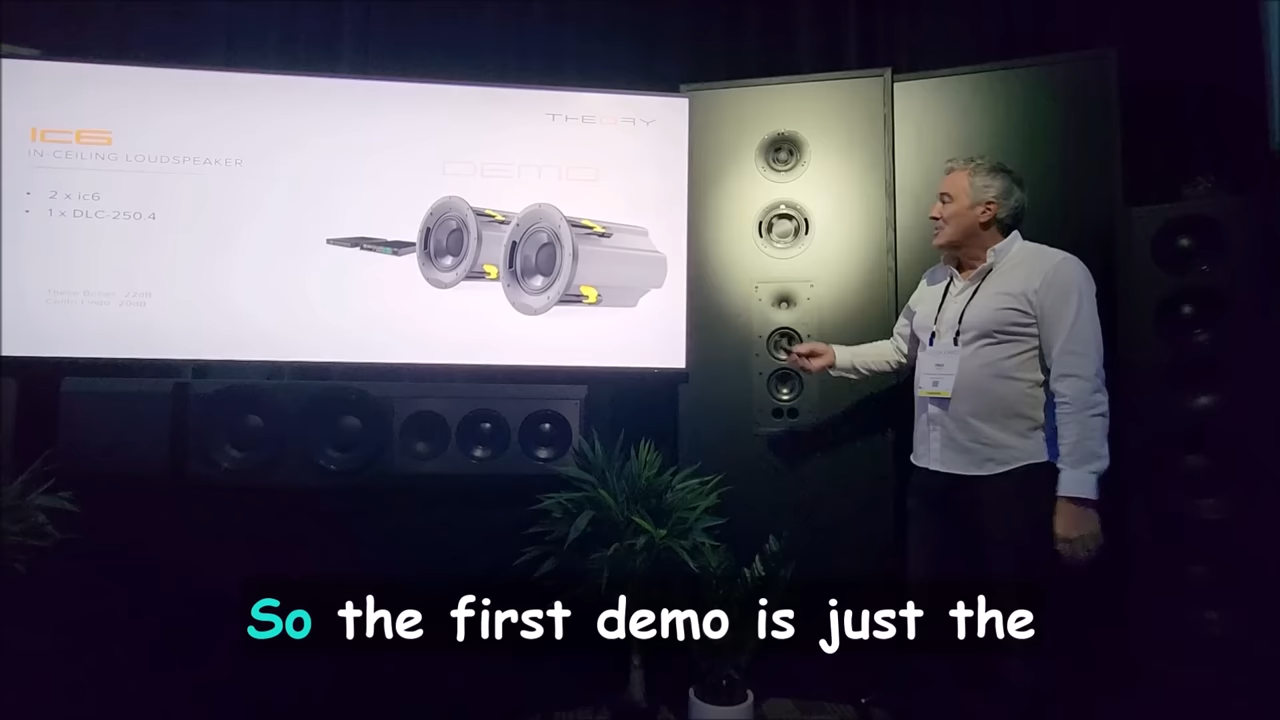 THEORY
ic6
IN-CEILING LOUDSPEAKER
DEMO
• 2 x ic6
• 1 x DLC-250.4
So the first demo is just the